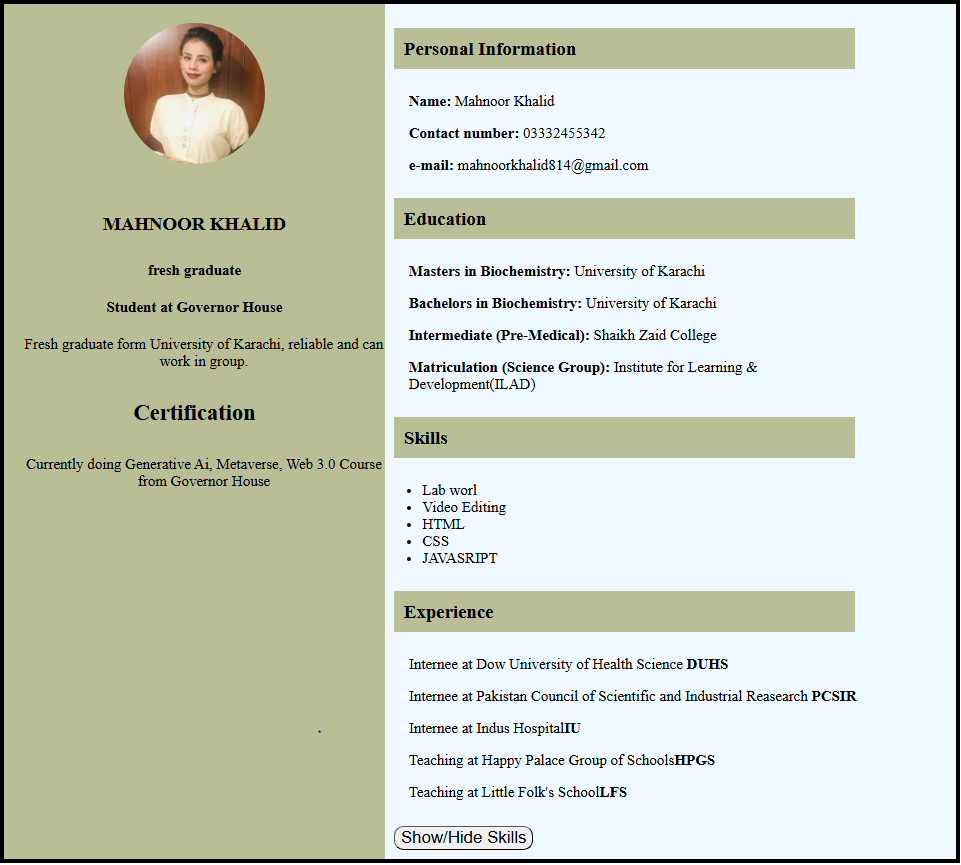 MAHNOOR KHALID
fresh graduate
Student at Governor House
Fresh graduate form University of Karachi, reliable and can
work in group.
Certification
Currently doing Generative Ai, Metaverse, Web 3.0 Course
from Governor House
Personal Information
Name: Mahnoor Khalid
Contact number: 03332455342
e-mail: mahnoorkhalid814@gmail.com
Education
Masters in Biochemistry: University of Karachi
Bachelors in Biochemistry: University of Karachi
Intermediate (Pre-Medical): Shaikh Zaid College
Matriculation (Science Group): Institute for Learning &
Development(ILAD)
Skills
• Lab worl
• Video Editing
• HTML
• CSS
• JAVASRIPT
Experience
Internee at Dow University of Health Science DUHS
Internee at Pakistan Council of Scientific and Industrial Reasearch PCSIR
Internee at Indus HospitalIU
Teaching at Happy Palace Group of SchoolsHPGS
Teaching at Little Folk's SchoolLFS
Show/Hide Skills